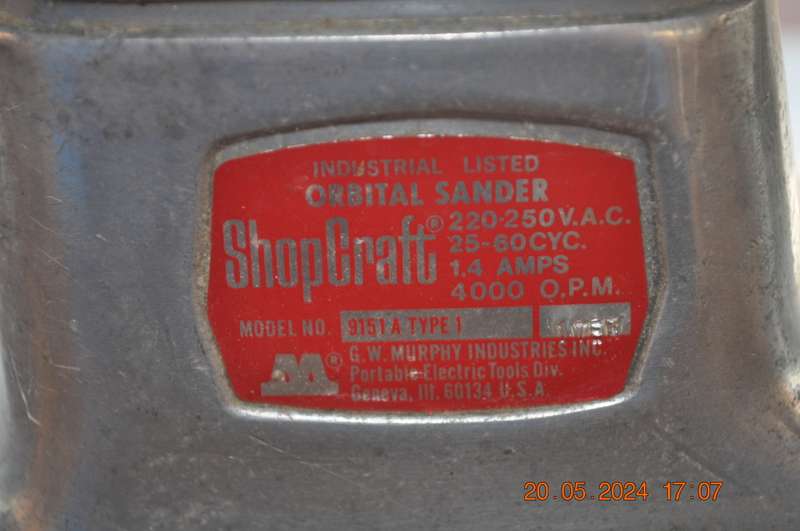 INDUSTRIAL LISTED
ORBITAL SANDER
ShopCraft®
220-250 V.A.C.
25-60 CYC.
1.4 AMPS
4000 O.P.M.
MODEL NO. 9151 A TYPE 1
M®
G.W. MURPHY INDUSTRIES INC.
Portable Electric Tools Div.
Geneva, Ill. 60134 U.S.A.
20.05.2024 17:07